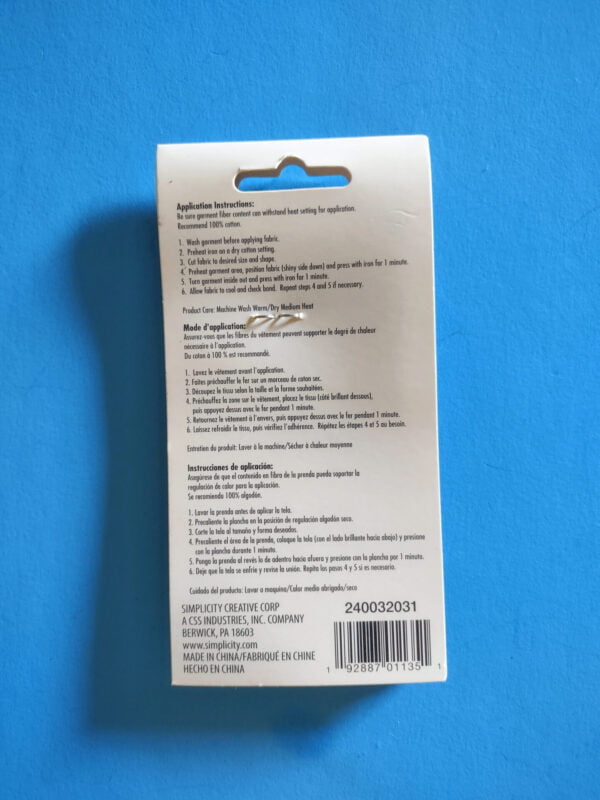 Application Instructions:
Be sure garment fiber content can withstand heat setting for application.
Recommend 100% cotton.
1. Wash garment before applying fabric.
2. Preheat iron on a dry cotton setting.
3. Cut fabric to desired size and shape.
4. Preheat garment area, position fabric (shiny side down) and press with iron for 1 minute.
5. Turn garment inside out and press with iron for 1 minute.
6. Allow fabric to cool and check bond. Repeat steps 4 and 5 if necessary.
Product Care: Machine Wash Warm/Dry Medium Heat
Mode d'application:
Assurez-vous que les fibres du vêtement peuvent supporter le degré de chaleur
nécessaire à l'application.
Du coton à 100 % est recommandé.
1. Lavez le vêtement avant l'application.
2. Faites préchauffer le fer sur un morceau de coton sec.
3. Découpez le tissu selon la taille et la forme souhaitées.
4. Préchauffez la zone sur le vêtement, placez le tissu (côté brillant dessous),
puis appuyez dessus avec le fer pendant 1 minute.
5. Retournez le vêtement à l'envers, puis appuyez dessus avec le fer pendant 1 minute.
6. Laissez refroidir le tissu, puis vérifiez l'adhérence. Répétez les étapes 4 et 5 au besoin.
Entretien du produit: Laver à la machine/Sécher à chaleur moyenne
Instrucciones de aplicación:
Asegúrese de que el contenido en fibra de la prenda pueda soportar la
regulación de calor para la aplicación.
Se recomienda 100% algodón.
1. Lavar la prenda antes de aplicar la tela.
2. Precaliente la plancha en la posición de regulación algodón seco.
3. Corte la tela al tamaño y forma deseados.
4. Precaliente el área de la prenda, coloque la tela (con el lado brillante hacia abajo) y presione
con la plancha durante 1 minuto.
5. Ponga la prenda al revés lo de adentro hacia afuera y presione con la plancha por 1 minuto.
6. Deje que la tela se enfríe y revise la unión. Repita los pasos 4 y 5 si es necesario.
Cuidado del producto: Lavar a maquina/Calor medio abrigado/seco
SIMPLICITY CREATIVE CORP
A CSS INDUSTRIES, INC. COMPANY
BERWICK, PA 18603
www.simplicity.com
MADE IN CHINA/FABRIQUÉ EN CHINE
HECHO EN CHINA
240032031
1 92887 01135 1